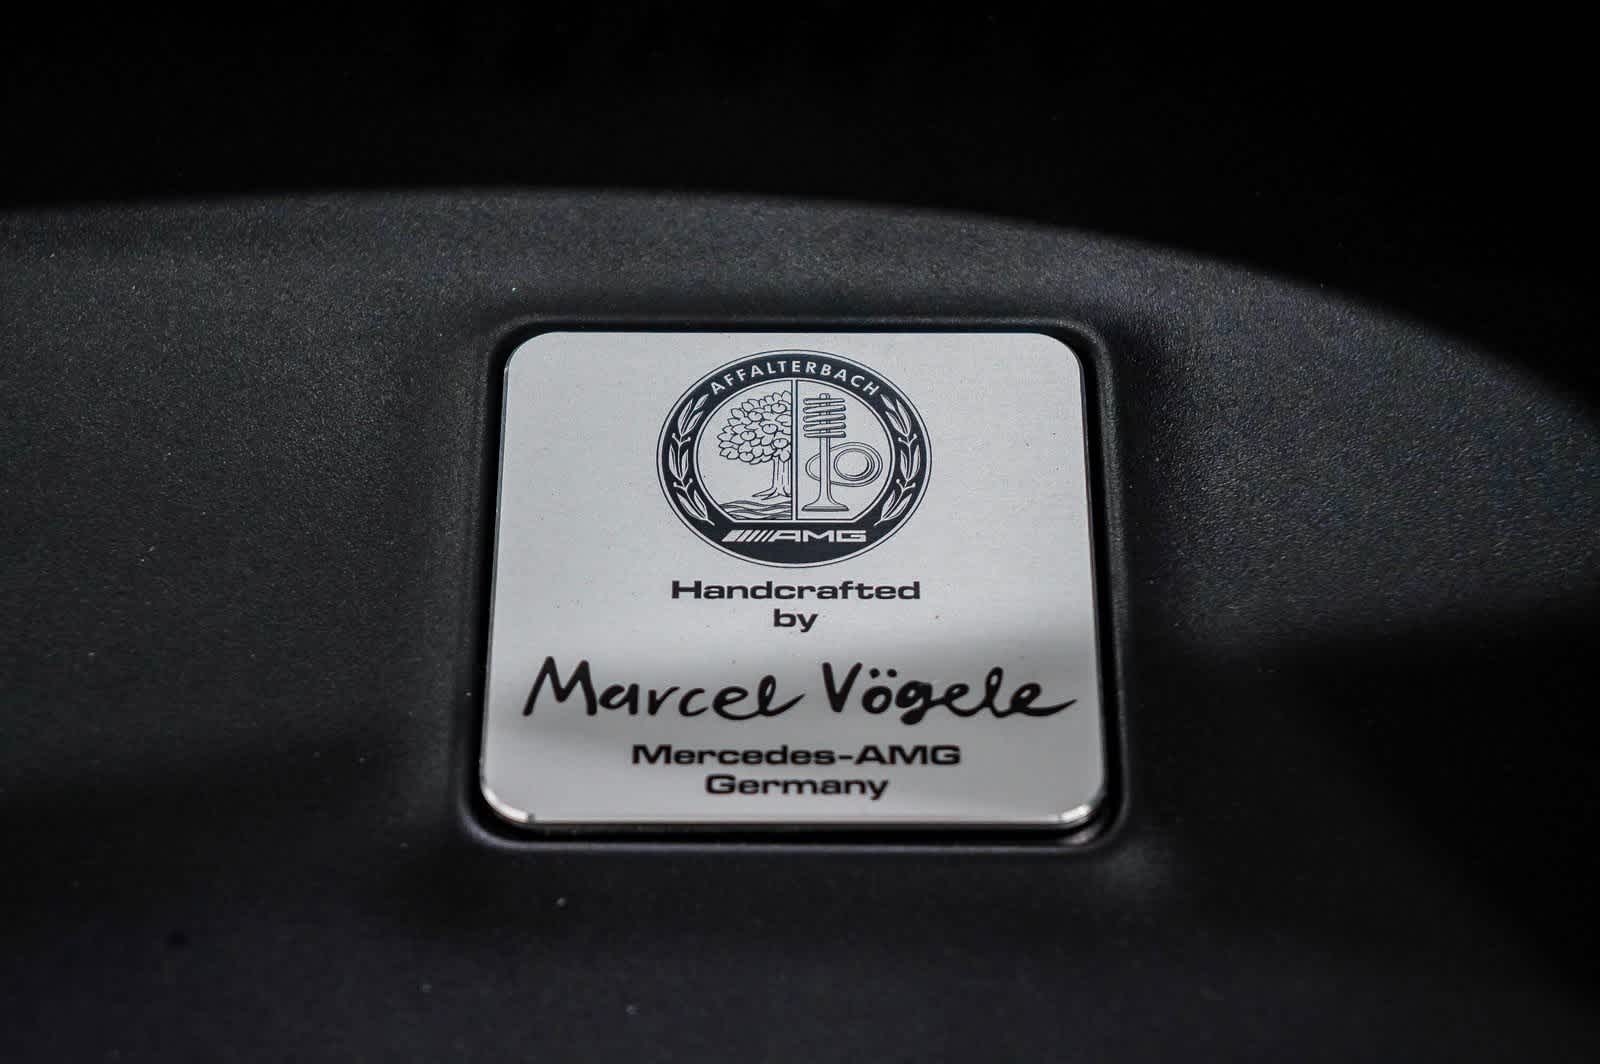 AFFALTERBACH
AMG
Handcrafted
by
Marcel Vögele
Mercedes-AMG
Germany